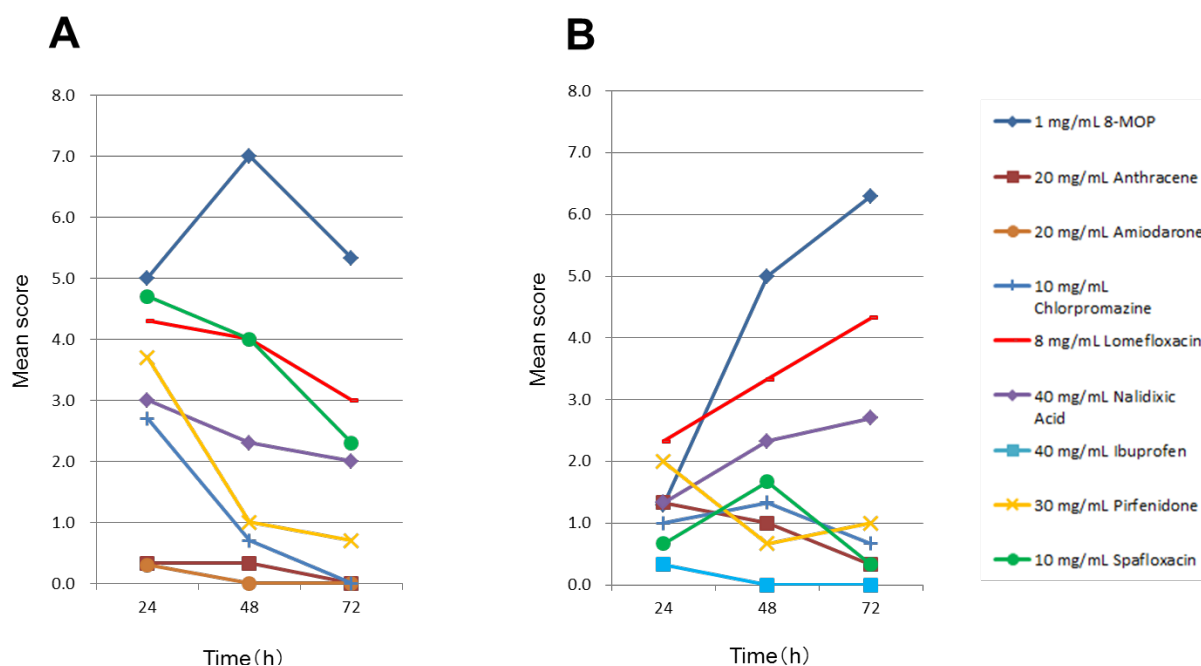 A
8.0
7.0
6.0
5.0
4.0
3.0
2.0
1.0
0.0
Mean score
24 48 72
Time(h)
B
8.0
7.0
6.0
5.0
4.0
3.0
2.0
1.0
0.0
Mean score
24 48 72
Time(h)
1 mg/mL 8-MOP
20 mg/mL Anthracene
20 mg/mL Amiodarone
10 mg/mL
Chlorpromazine
8 mg/mL Lomefloxacin
40 mg/mL Nalidixic
Acid
40 mg/mL Ibuprofen
30 mg/mL Pirfenidone
10 mg/mL Spafloxacin